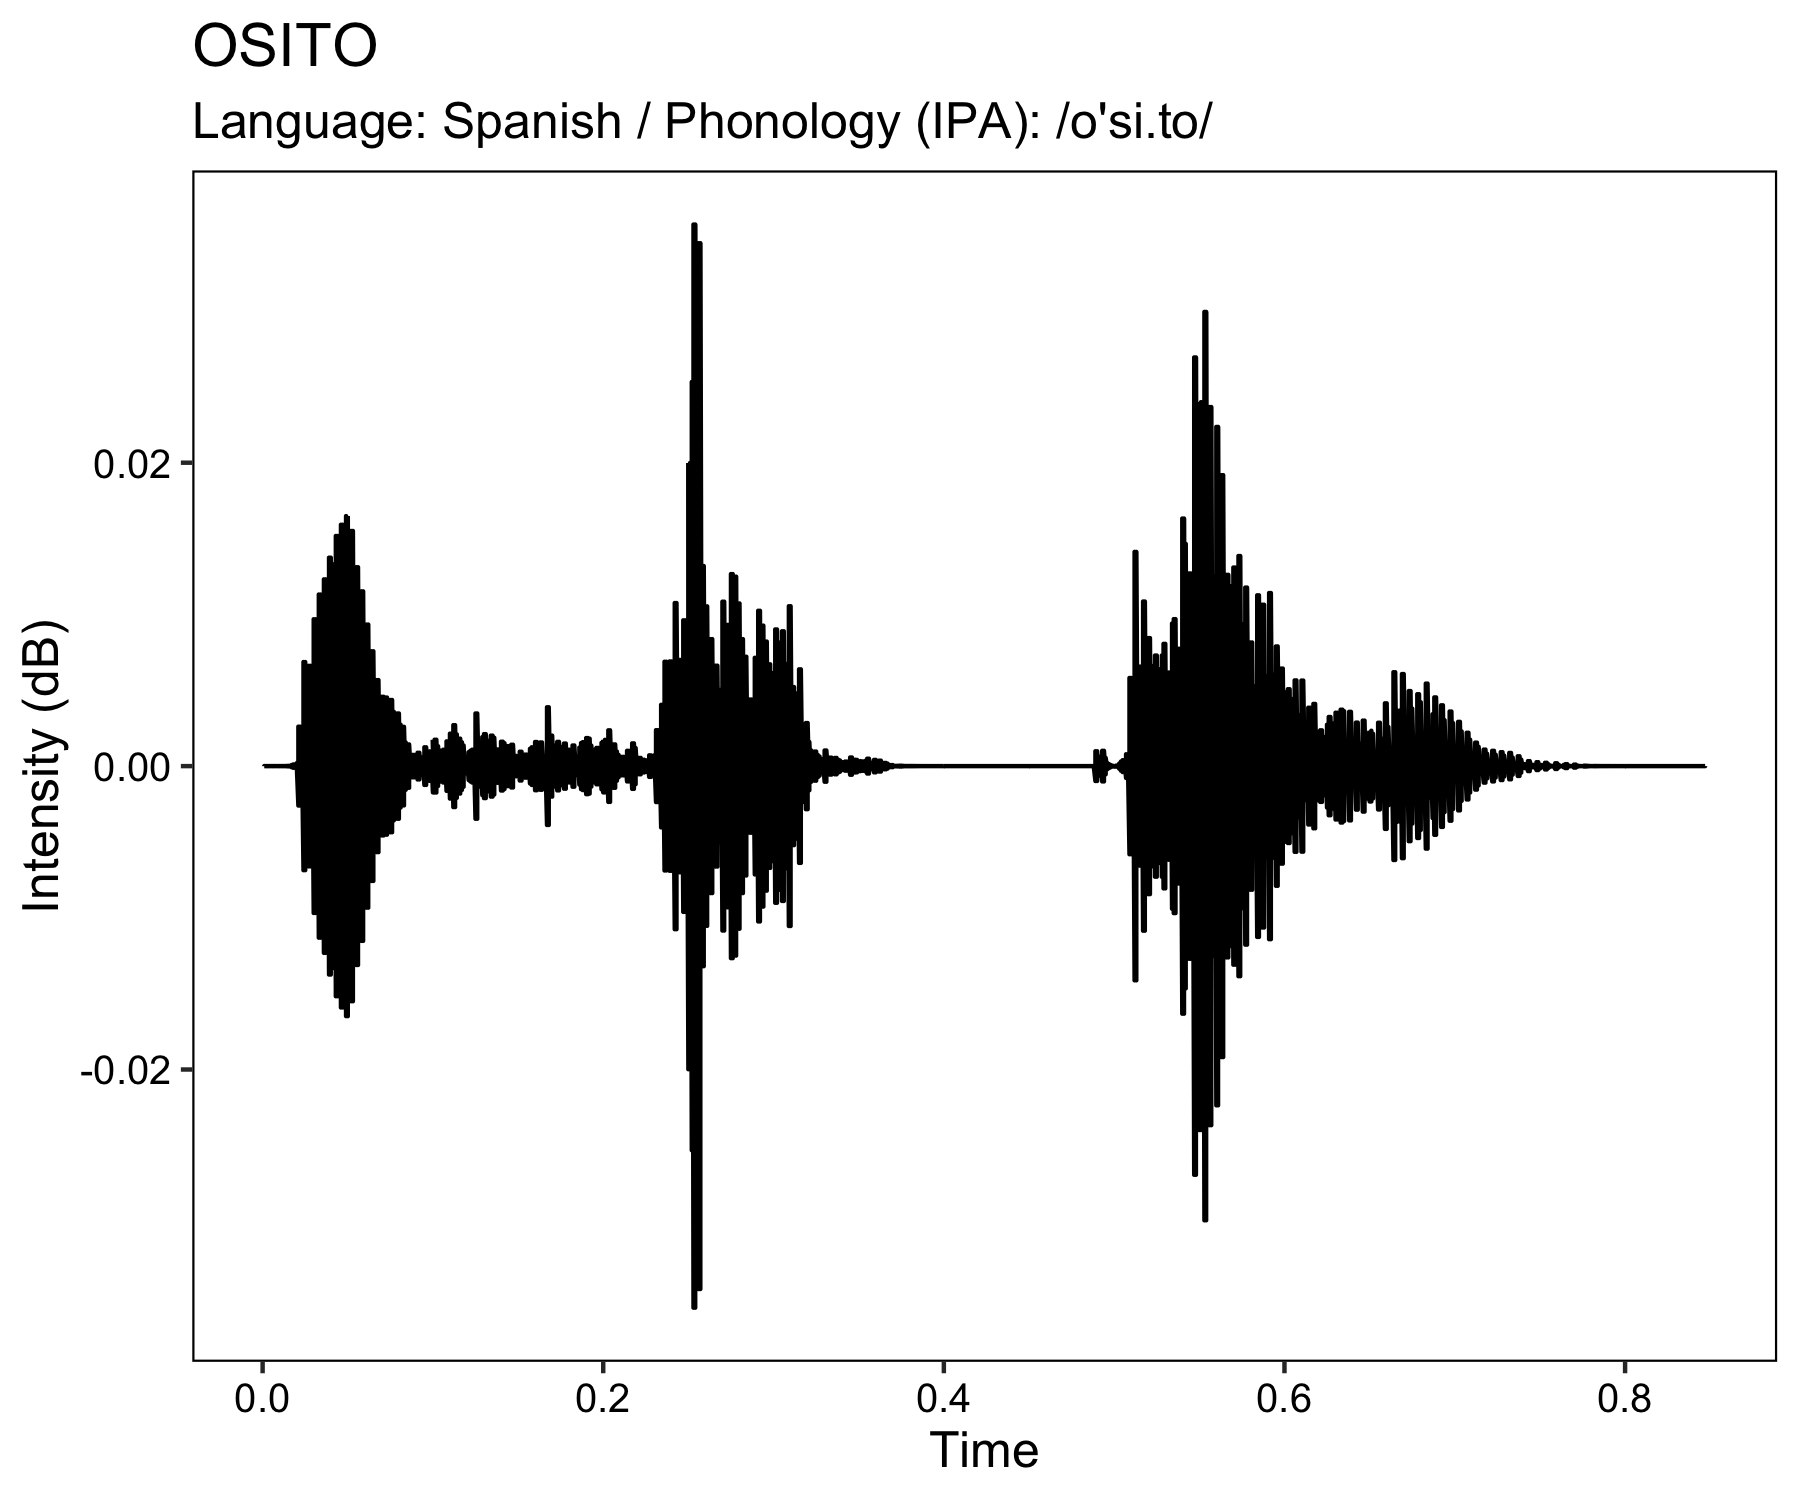 OSITO
Language: Spanish / Phonology (IPA): /o'si.to/
Intensity (dB)
0.02
0.00
-0.02
0.0 0.2 0.4 0.6 0.8
Time